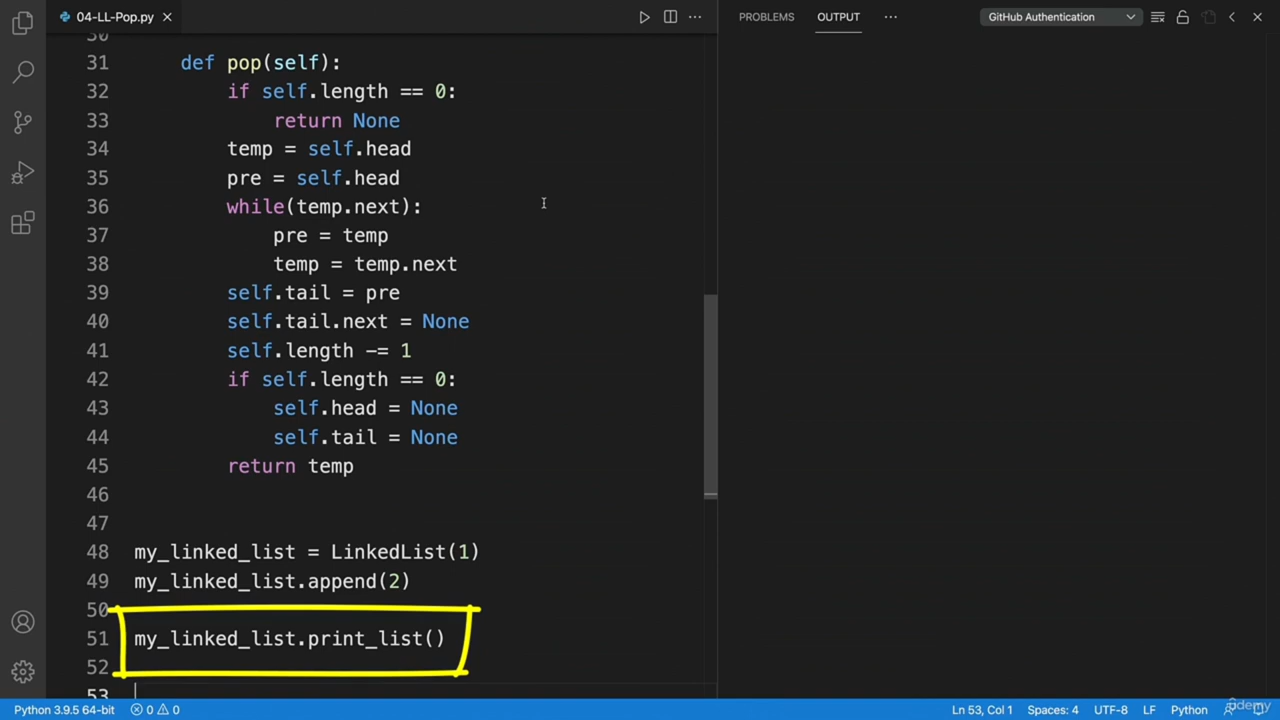 04-LL-Pop.py
PROBLEMS OUTPUT
GitHub Authentication
30
31 def pop(self):
32 if self.length == 0:
33 return None
34 temp = self.head
35 pre = self.head
36 while(temp.next):
37 pre = temp
38 temp = temp.next
39 self.tail = pre
40 self.tail.next = None
41 self.length -= 1
42 if self.length == 0:
43 self.head = None
44 self.tail = None
45 return temp
46
47
48 my_linked_list = LinkedList(1)
49 my_linked_list.append(2)
50
51 my_linked_list.print_list()
52
53
Python 3.9.5 64-bit 0 0 Ln 53, Col 1 Spaces: 4 UTF-8 LF Python
udemy